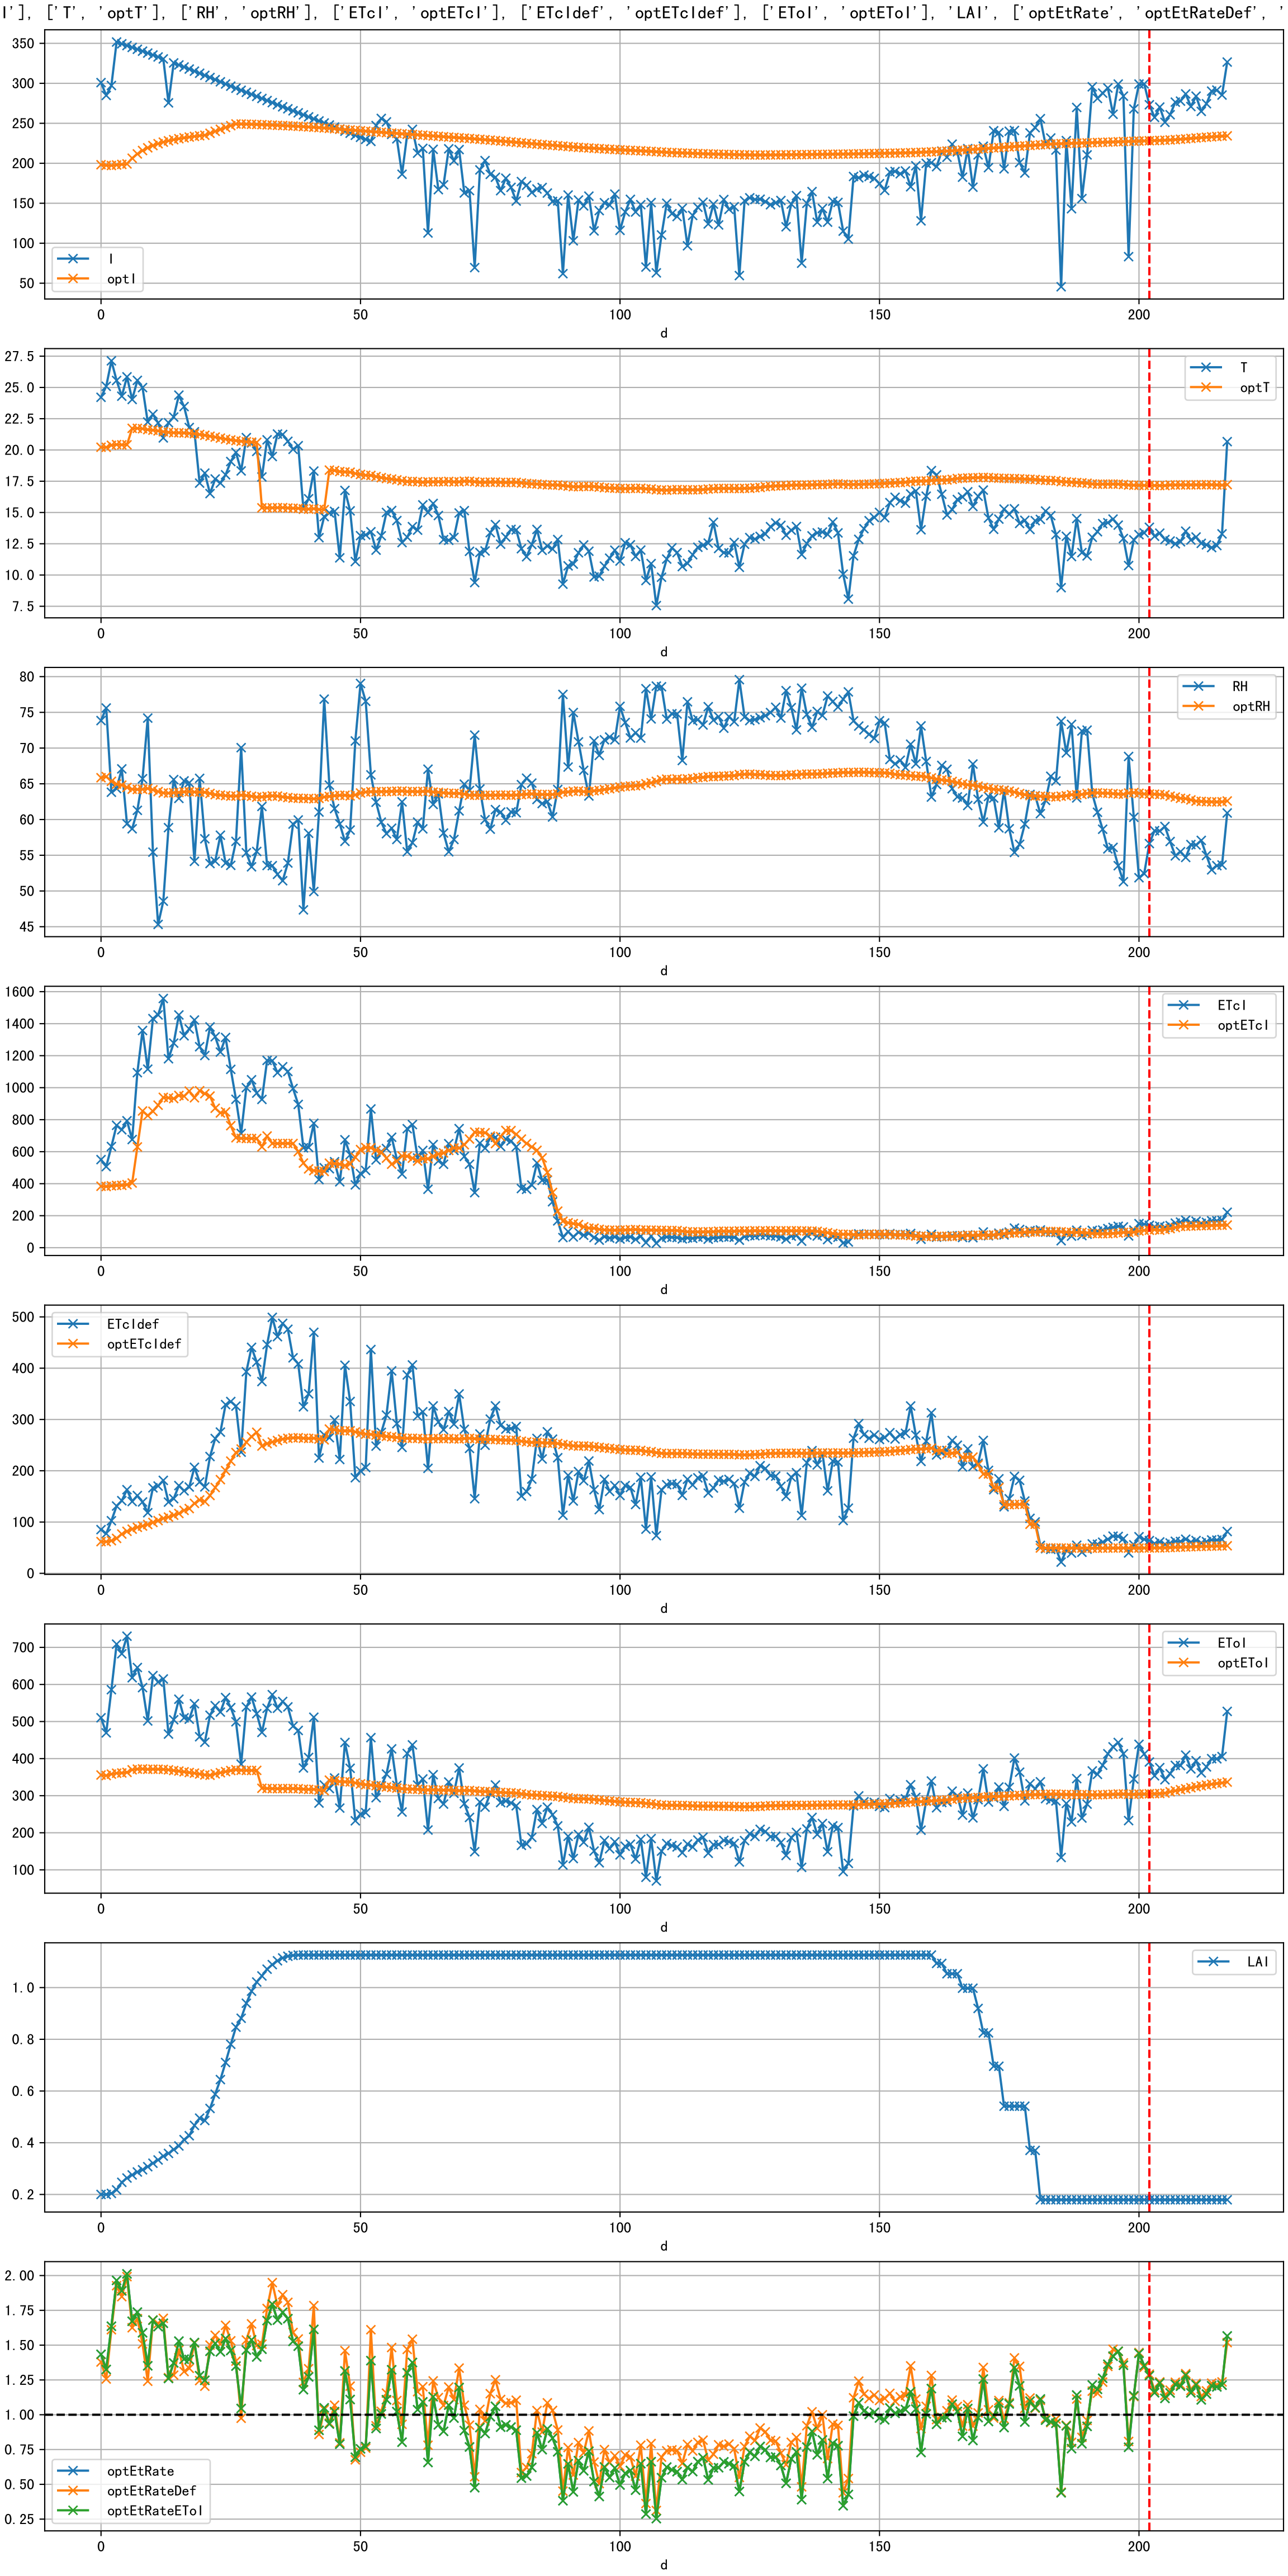 I'], ['T', 'optT'], ['RH', 'optRH'], ['ETcI', 'optETcI'], ['ETcIdef', 'optETcIdef'], ['EToI', 'optEToI'], 'LAI', ['optEtRate', 'optEtRateDef', '
350
300
250
200
150
100
50
I
optI
0 50 100 150 200
d
27.5
25.0
22.5
20.0
17.5
15.0
12.5
10.0
7.5
T
optT
0 50 100 150 200
d
80
75
70
65
60
55
50
45
RH
optRH
0 50 100 150 200
d
1600
1400
1200
1000
800
600
400
200
0
ETcI
optETcI
0 50 100 150 200
d
500
400
300
200
100
0
ETcIdef
optETcIdef
0 50 100 150 200
d
700
600
500
400
300
200
100
EToI
optEToI
0 50 100 150 200
d
1.0
0.8
0.6
0.4
0.2
LAI
0 50 100 150 200
d
2.00
1.75
1.50
1.25
1.00
0.75
0.50
0.25
optEtRate
optEtRateDef
optEtRateEToI
0 50 100 150 200
d